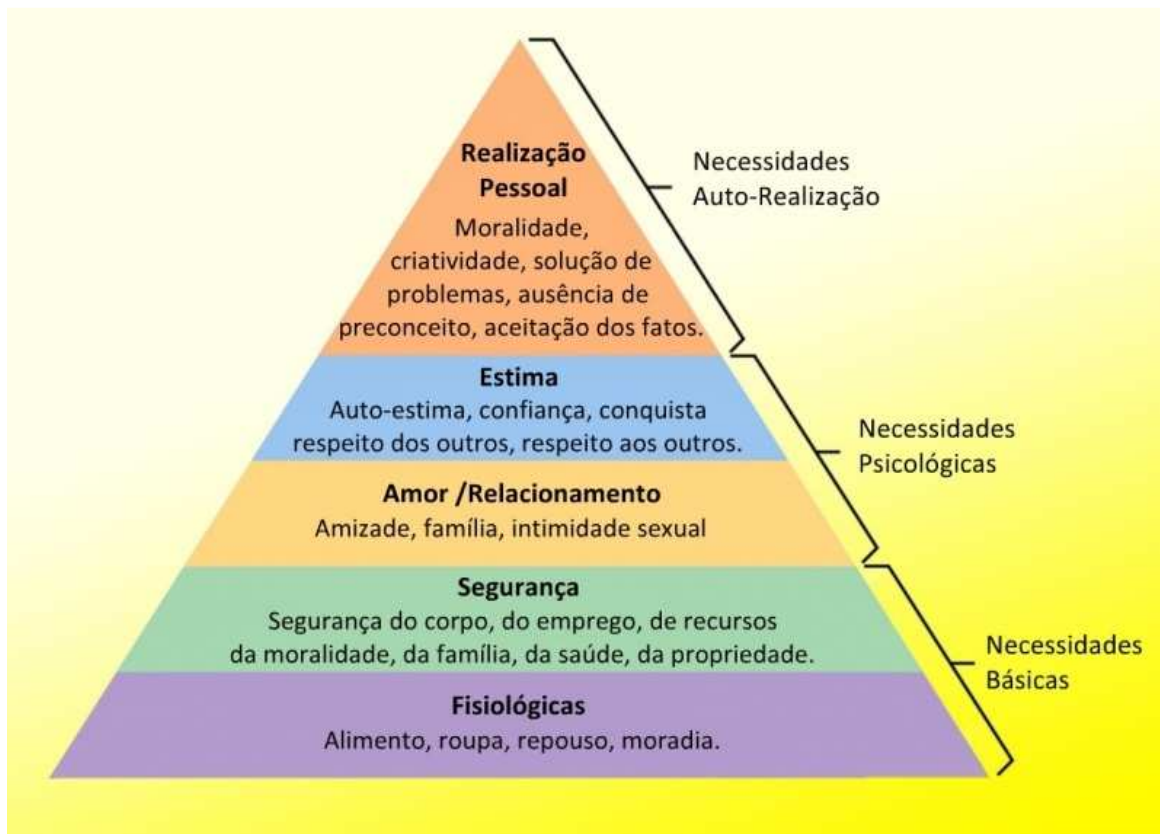 Realização
Pessoal
Moralidade,
criatividade, solução de
problemas, ausência de
preconceito, aceitação dos fatos.
Necessidades
Auto-Realização
Estima
Auto-estima, confiança, conquista
respeito dos outros, respeito aos outros.
Amor /Relacionamento
Amizade, família, intimidade sexual
Necessidades
Psicológicas
Segurança
Segurança do corpo, do emprego, de recursos
da moralidade, da família, da saúde, da propriedade.
Fisiológicas
Alimento, roupa, repouso, moradia.
Necessidades
Básicas